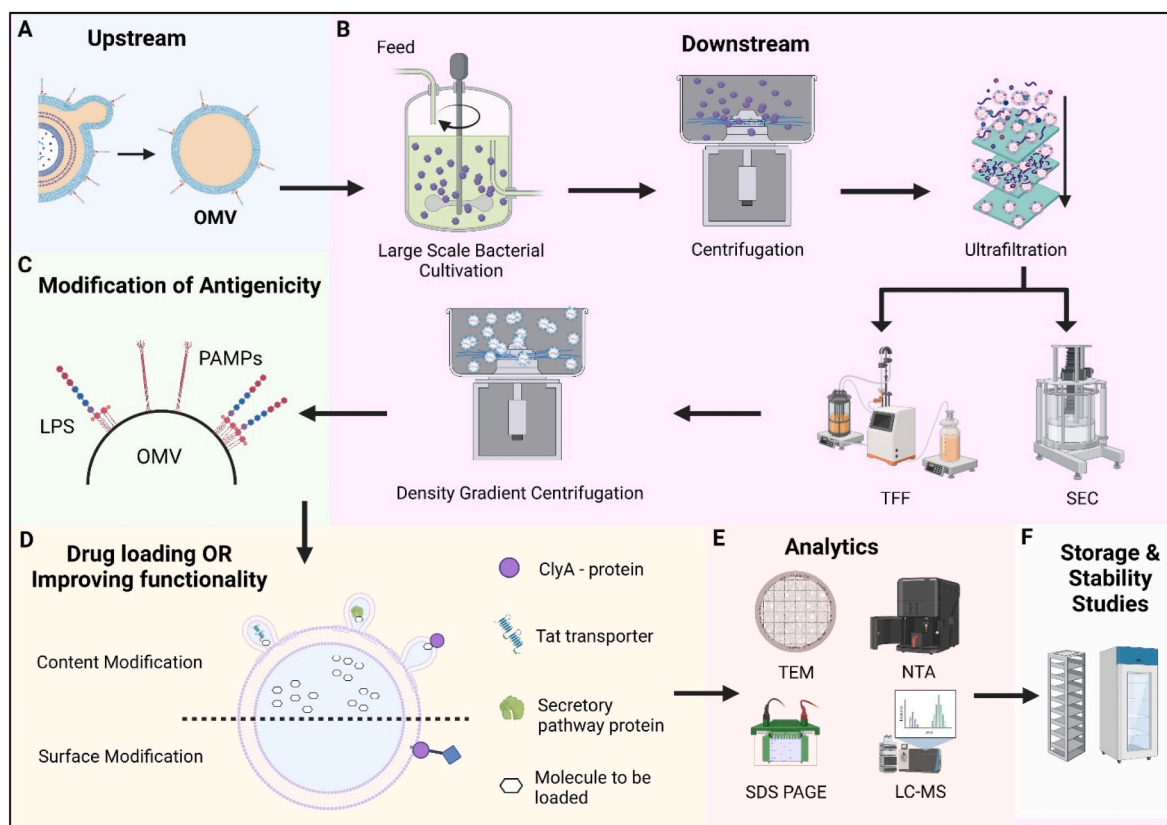 A
Upstream
OMV
B
Downstream
Feed
Large Scale Bacterial
Cultivation
Centrifugation
Ultrafiltration
TFF
SEC
Density Gradient Centrifugation
C
Modification of Antigenicity
PAMPs
LPS
OMV
D
Drug loading OR
Improving functionality
Content Modification
Surface Modification
ClyA - protein
Tat transporter
Secretory
pathway protein
Molecule to be
loaded
E
Analytics
TEM
NTA
SDS PAGE
LC-MS
F
Storage &
Stability
Studies